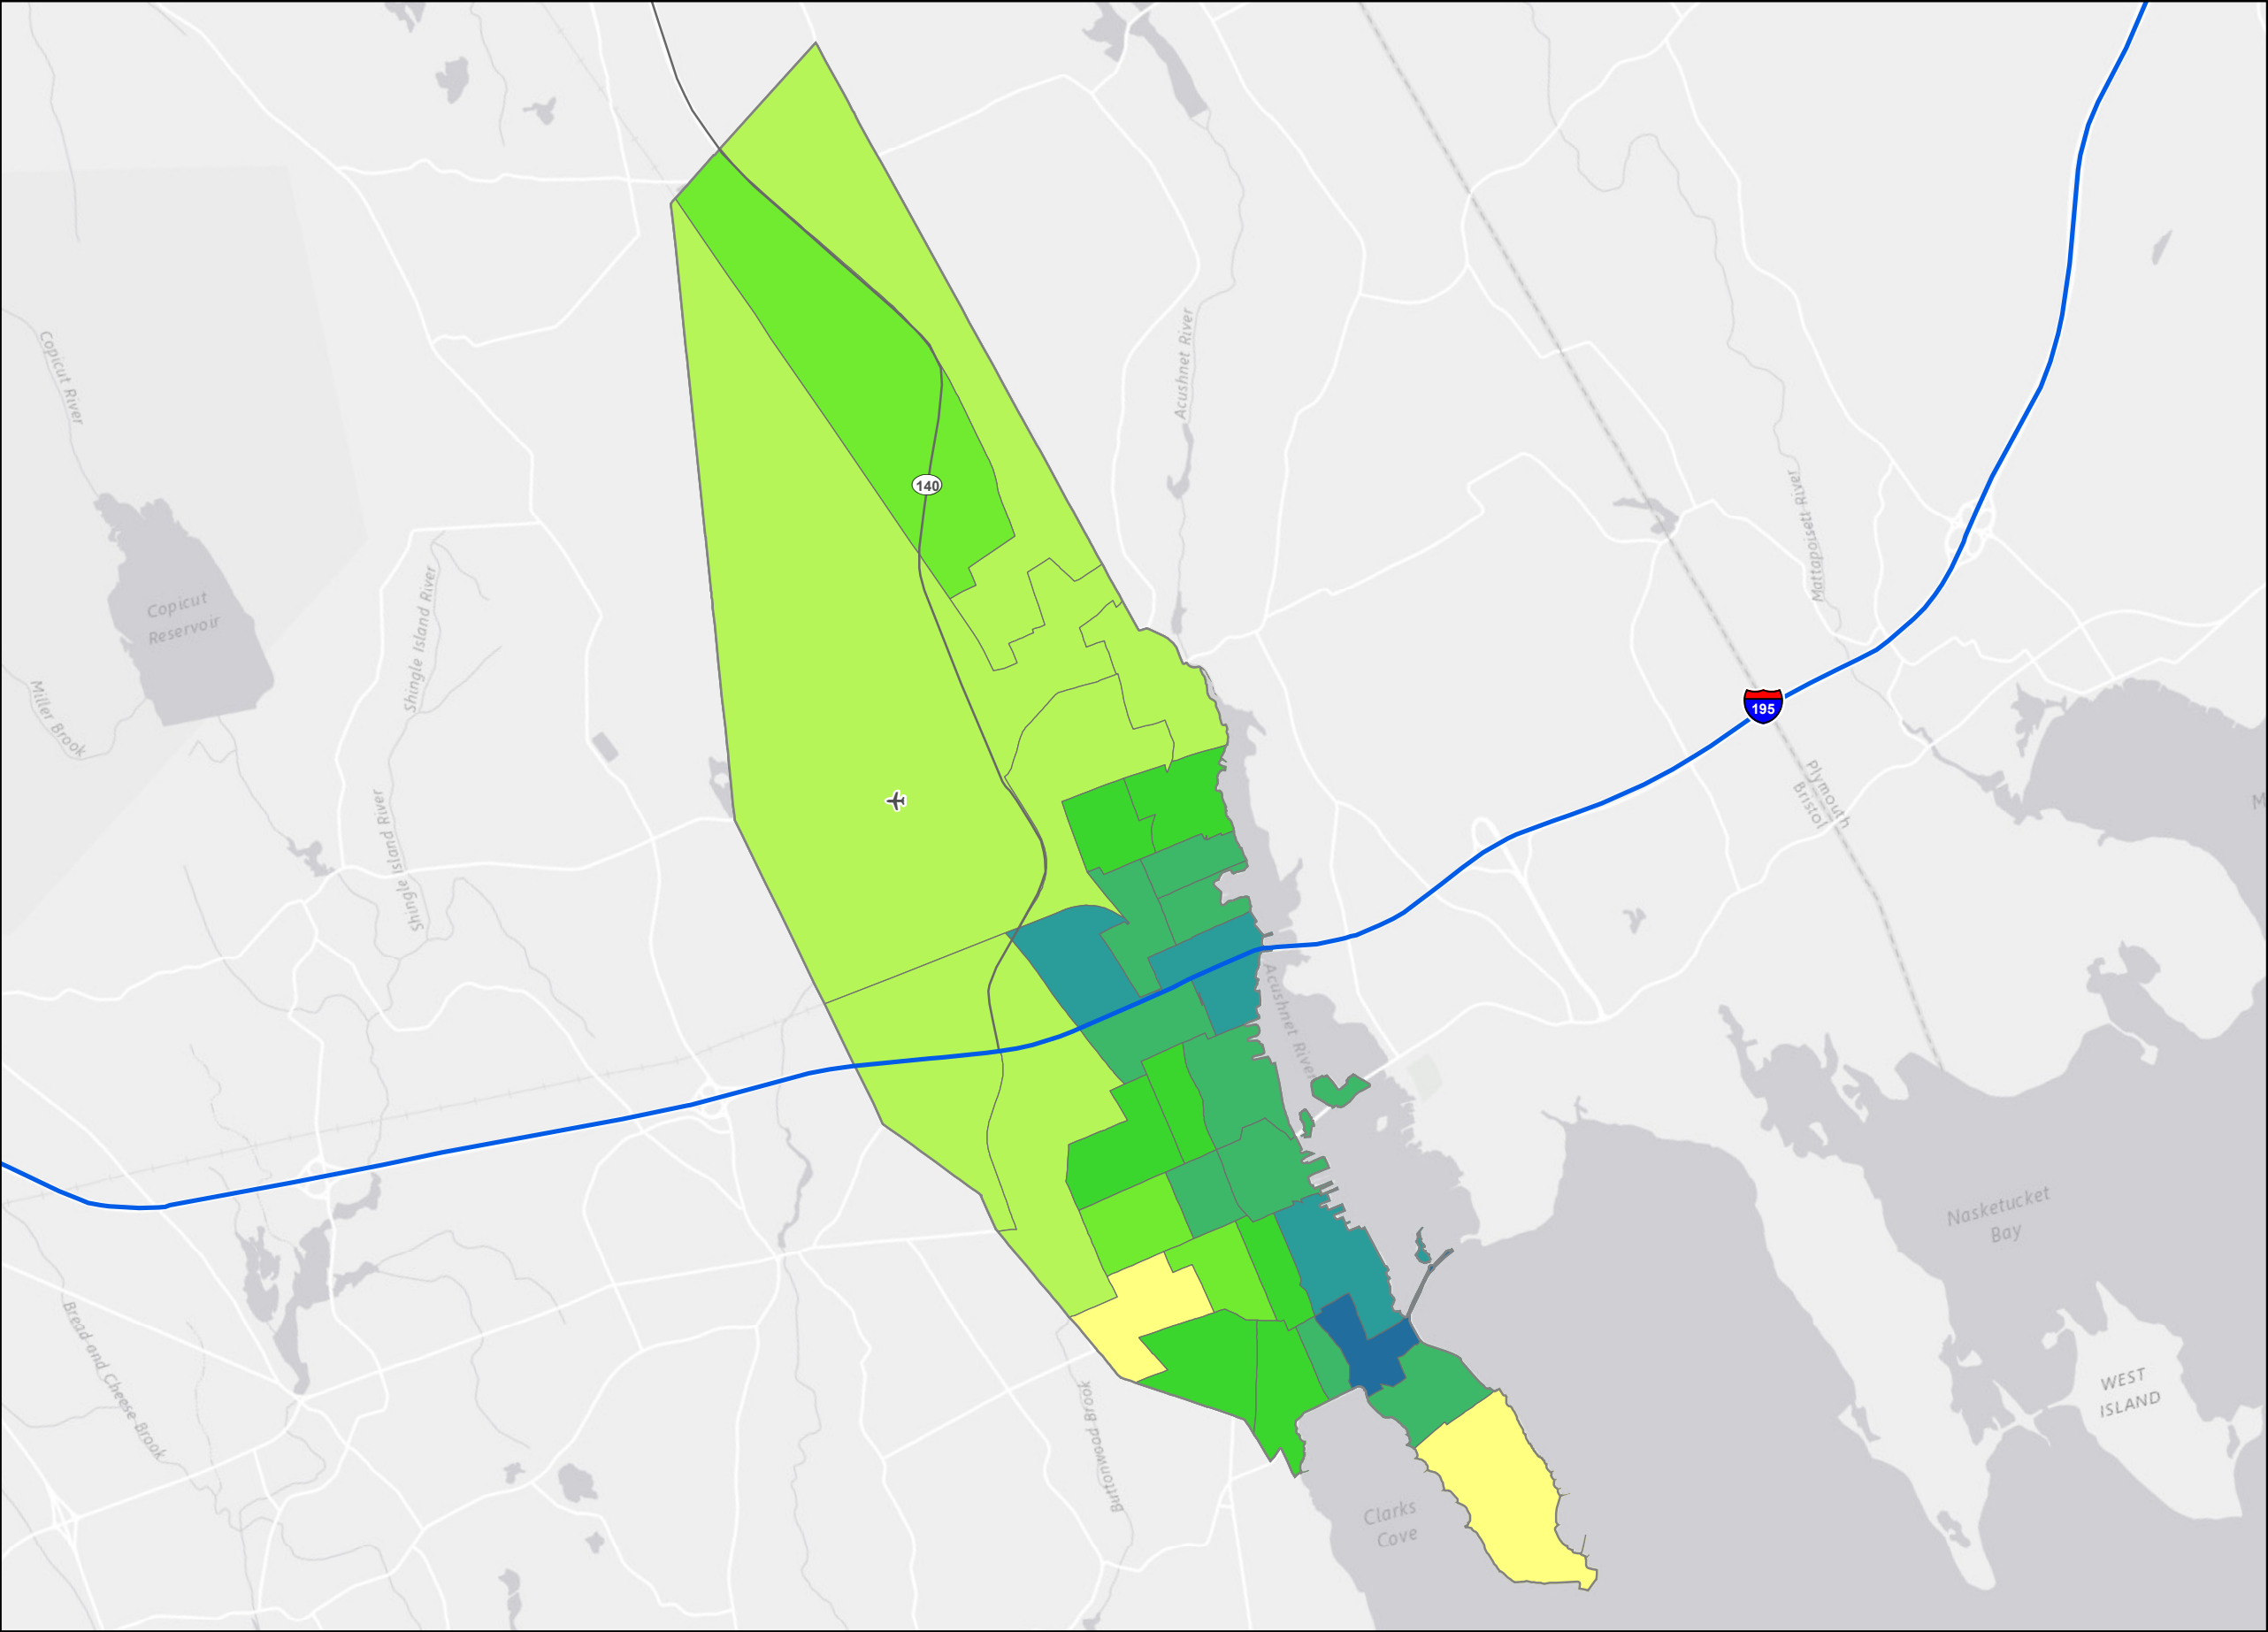 Copicut River
Acushnet River
140
Mattapoisett River
Copicut
Reservoir
Shingle Island River
Miller Brook
195
Plymouth
Bristol
Shingle Island River
Acushnet River
Nasketucket
Bay
Bread and Cheese Brook
WEST
ISLAND
Buttonwood Brook
Clarks
Cove